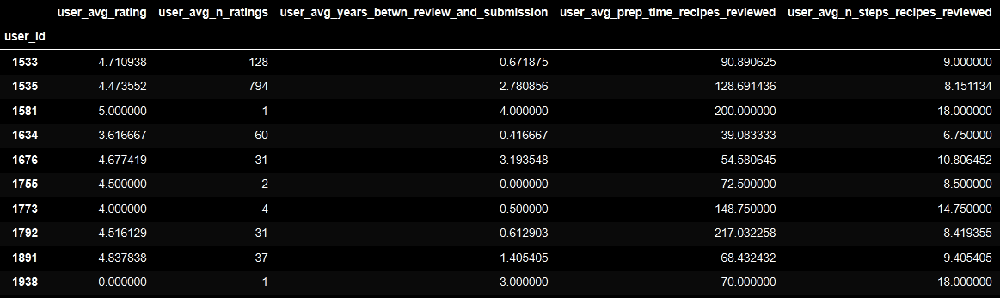 user_avg_rating user_avg_n_ratings user_avg_years_betwn_review_and_submission user_avg_prep_time_recipes_reviewed user_avg_n_steps_recipes_reviewed
user_id
1533 4.710938 128 0.671875 90.890625 9.000000
1535 4.473552 794 2.780856 128.691436 8.151134
1581 5.000000 1 4.000000 200.000000 18.000000
1634 3.616667 60 0.416667 39.083333 6.750000
1676 4.677419 31 3.193548 54.580645 10.806452
1755 4.500000 2 0.000000 72.500000 8.500000
1773 4.000000 4 0.500000 148.750000 14.750000
1792 4.516129 31 0.612903 217.032258 8.419355
1891 4.837838 37 1.405405 68.432432 9.405405
1938 0.000000 1 3.000000 70.000000 18.000000